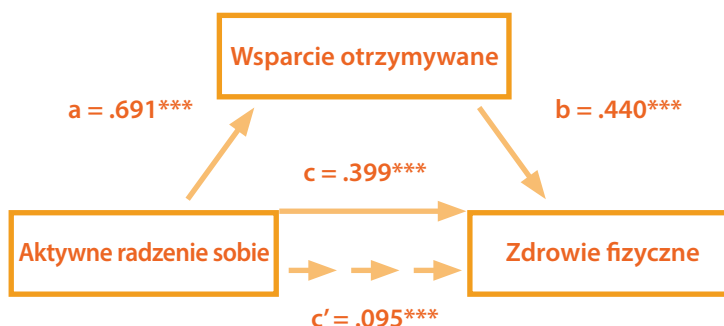 Wsparcie otrzymywane
a = .691***
b = .440***
c = .399***
Aktywne radzenie sobie
Zdrowie fizyczne
c’ = .095***